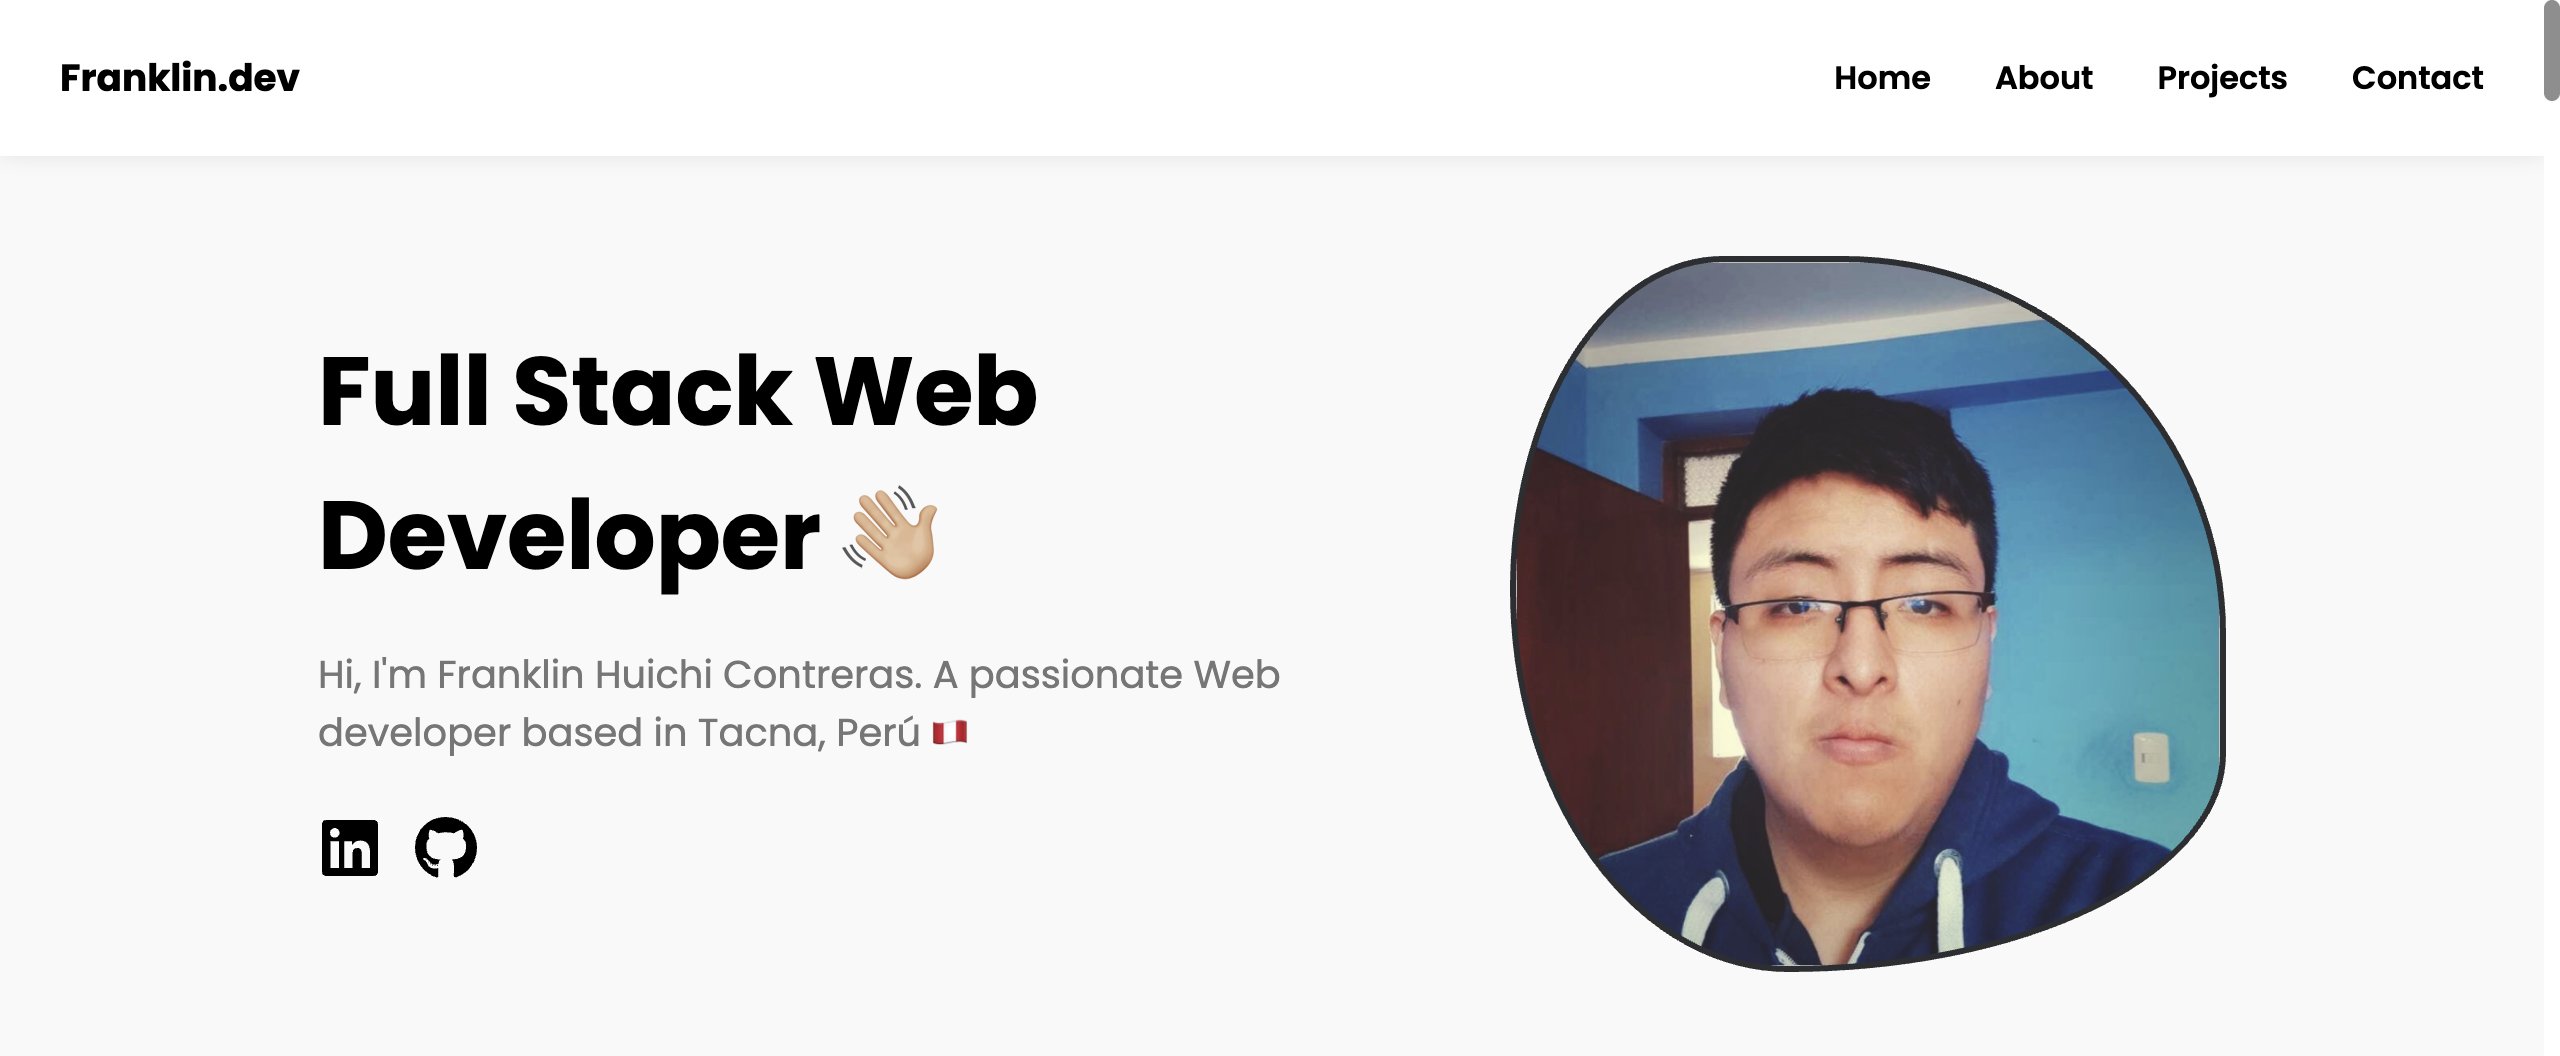 Franklin.dev
Home About Projects Contact
Full Stack Web
Developer 👋🏼
Hi, I'm Franklin Huichi Contreras. A passionate Web
developer based in Tacna, Perú 🇵🇪
in